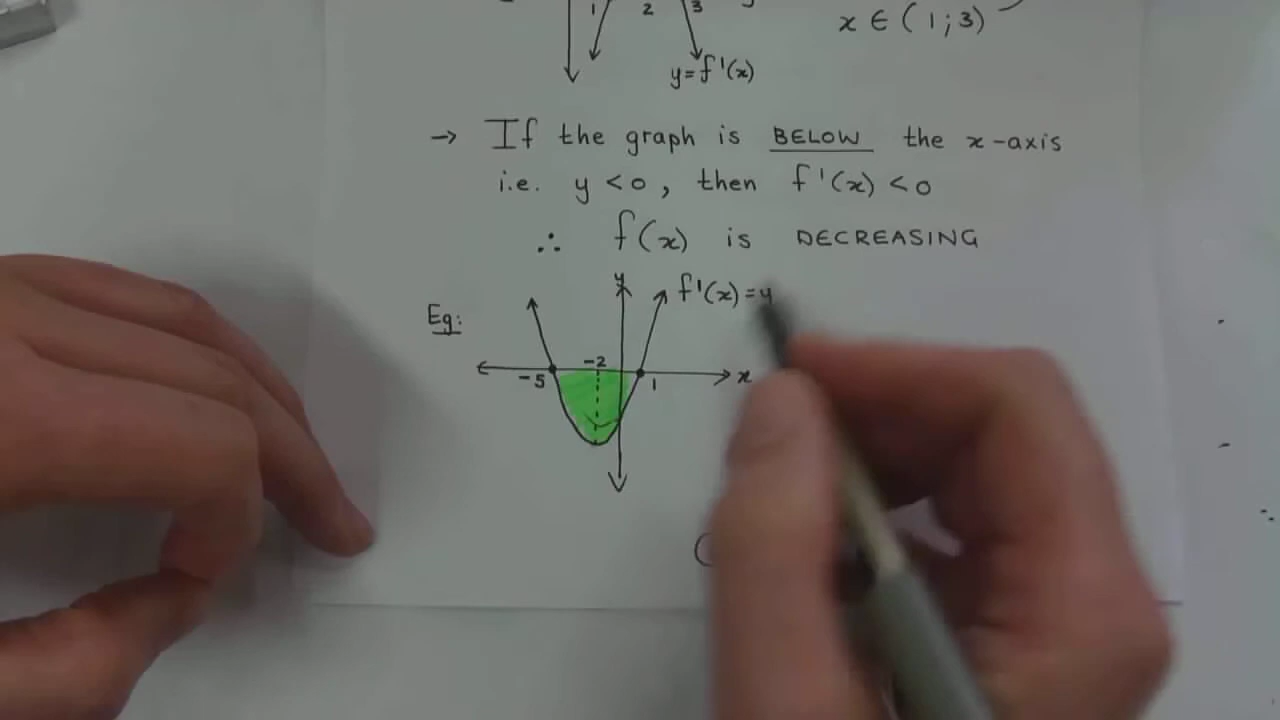 1 2 3
x ∈ (1;3)
y=f'(x)
→ If the graph is BELOW the x-axis
i.e. y <0, then f'(x) <0
∴ f(x) is DECREASING
y
f'(x)=y
Eg:
-2
-5
1
x
(